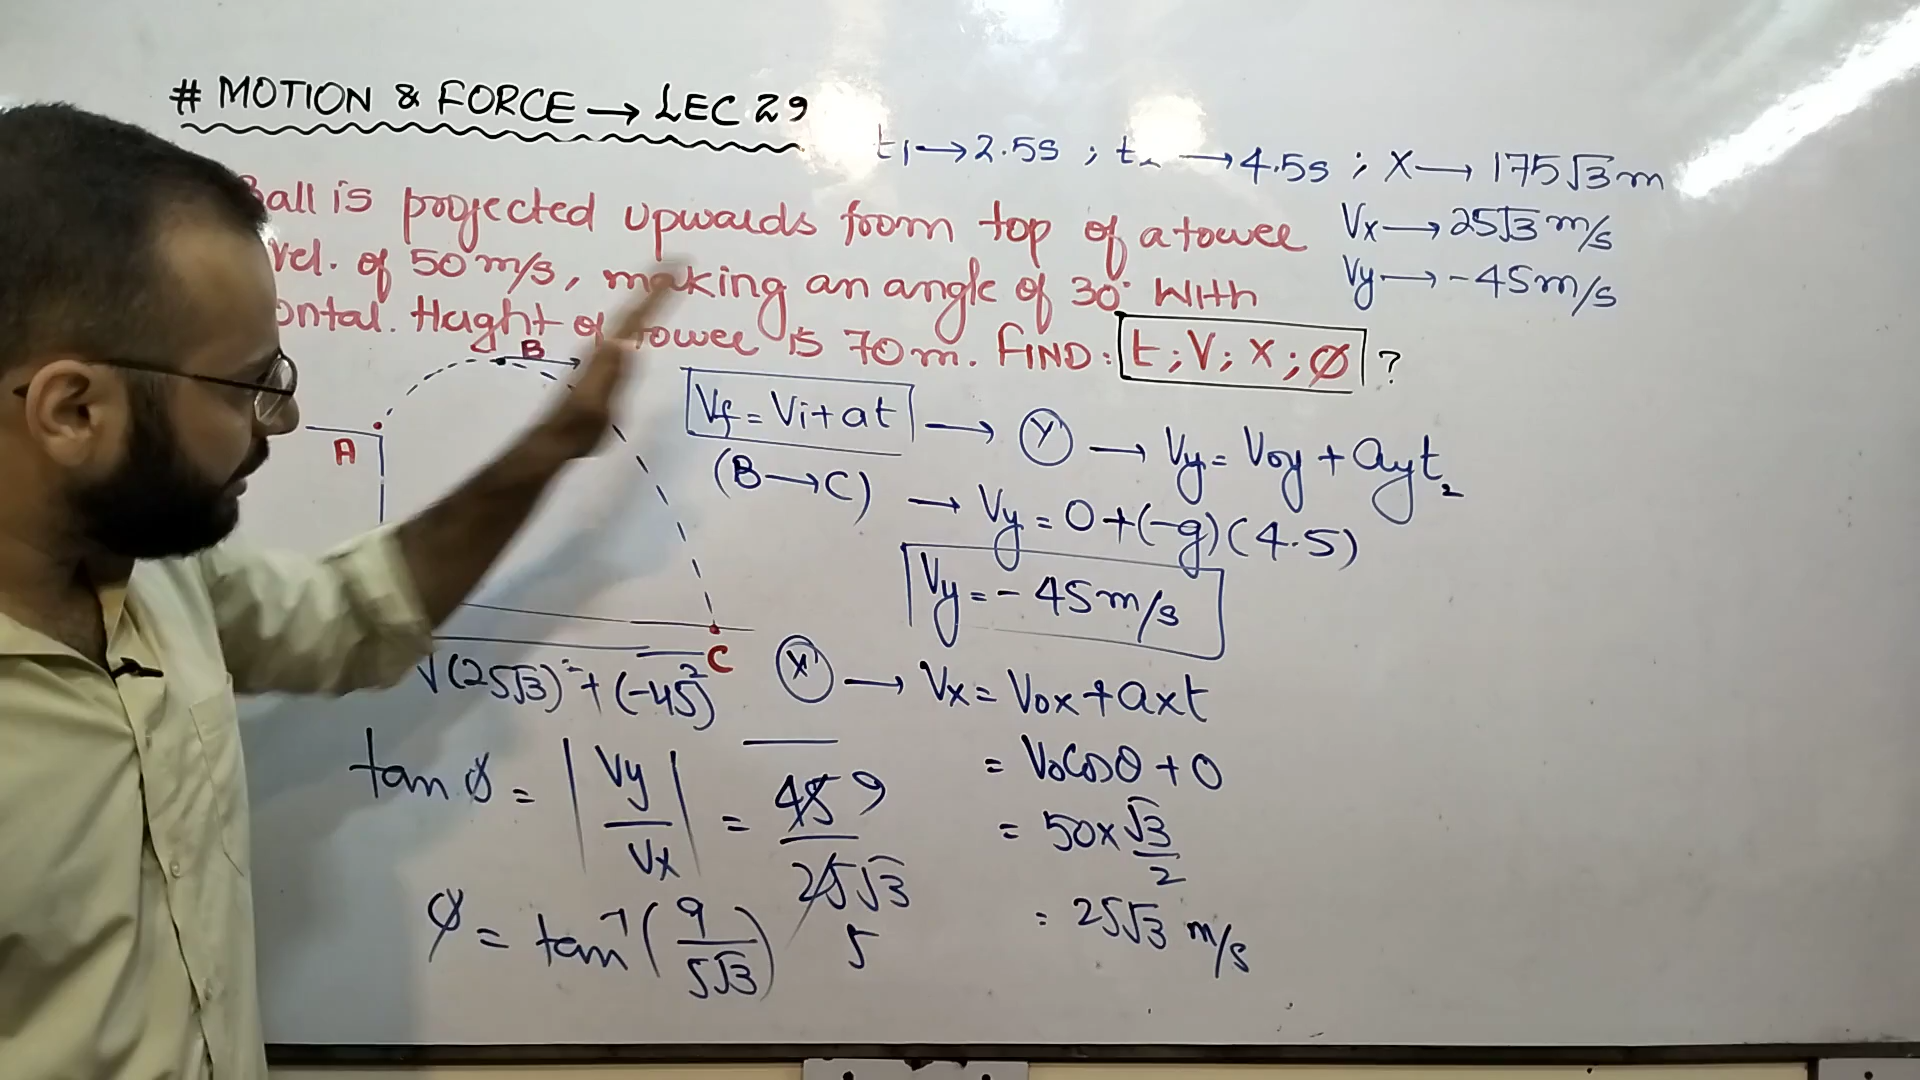 # MOTION & FORCE → LEC 29
t1 → 2.5s ; t → 4.5s ; X → 175√3 m
Vx → 25√3 m/s
Vy → -45 m/s
Ball is projected upwards from top of a tower
vel. of 50 m/s, making an angle of 30° with
ontal. Height of tower is 70 m. FIND: t ; V ; x ; Ø ?
B
A
C
Vf = Vi + at → Y → Vy = Voy + ayt2
(B → C) → Vy = 0 + (-g) (4.5)
Vy = - 45 m/s
√(25√3)² + (-45)²
X → Vx = Vox + axt
= Vo cos θ + 0
= 50 x √3/2
= 25√3 m/s
tan Ø = |Vy/Vx| = 45 9 / 25√3 5
Ø = tan⁻¹ (9/5√3)